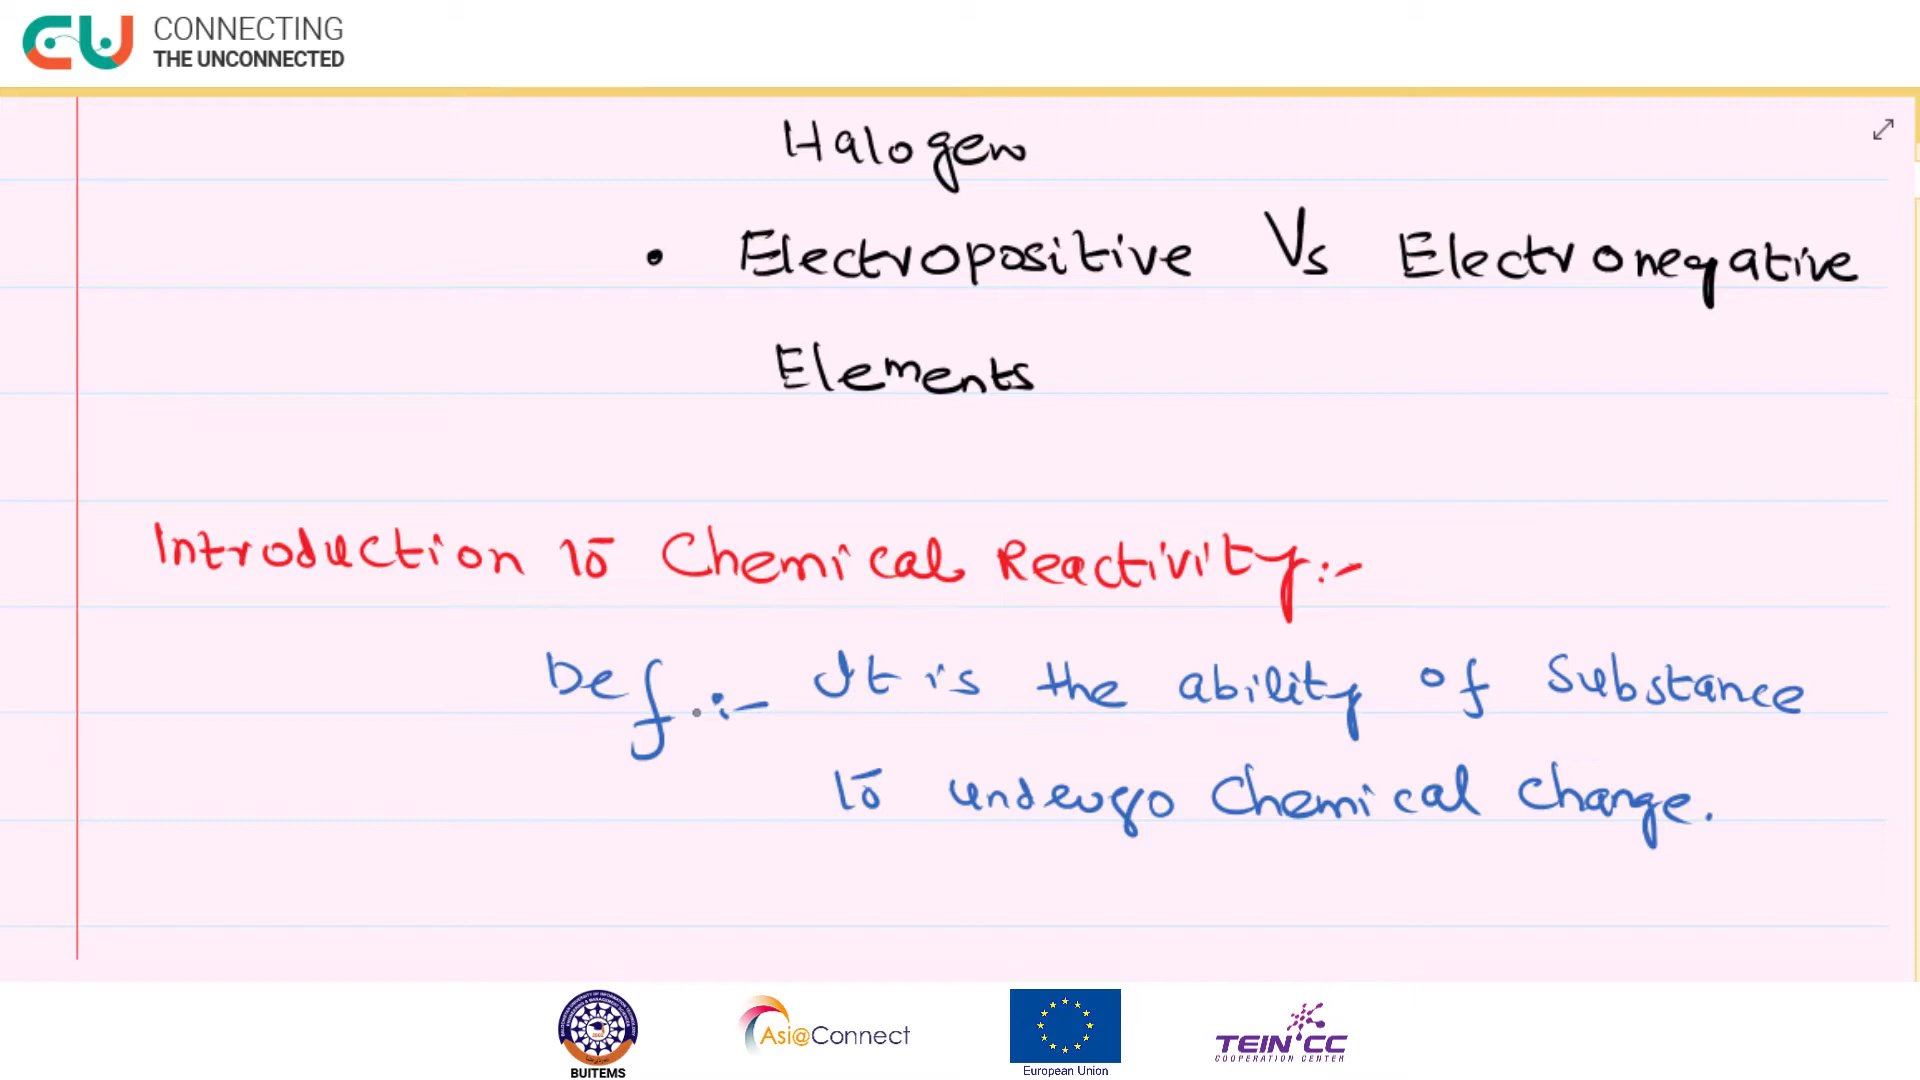 CONNECTING
THE UNCONNECTED
Halogen
• Electropositive Vs Electronegative
Elements
Introduction to Chemical Reactivity:-
Def:- It is the ability of Substance
to undergo Chemical Change.
BUITEMS
Asi@Connect
European Union
TEIN*CC
COOPERATION CENTER